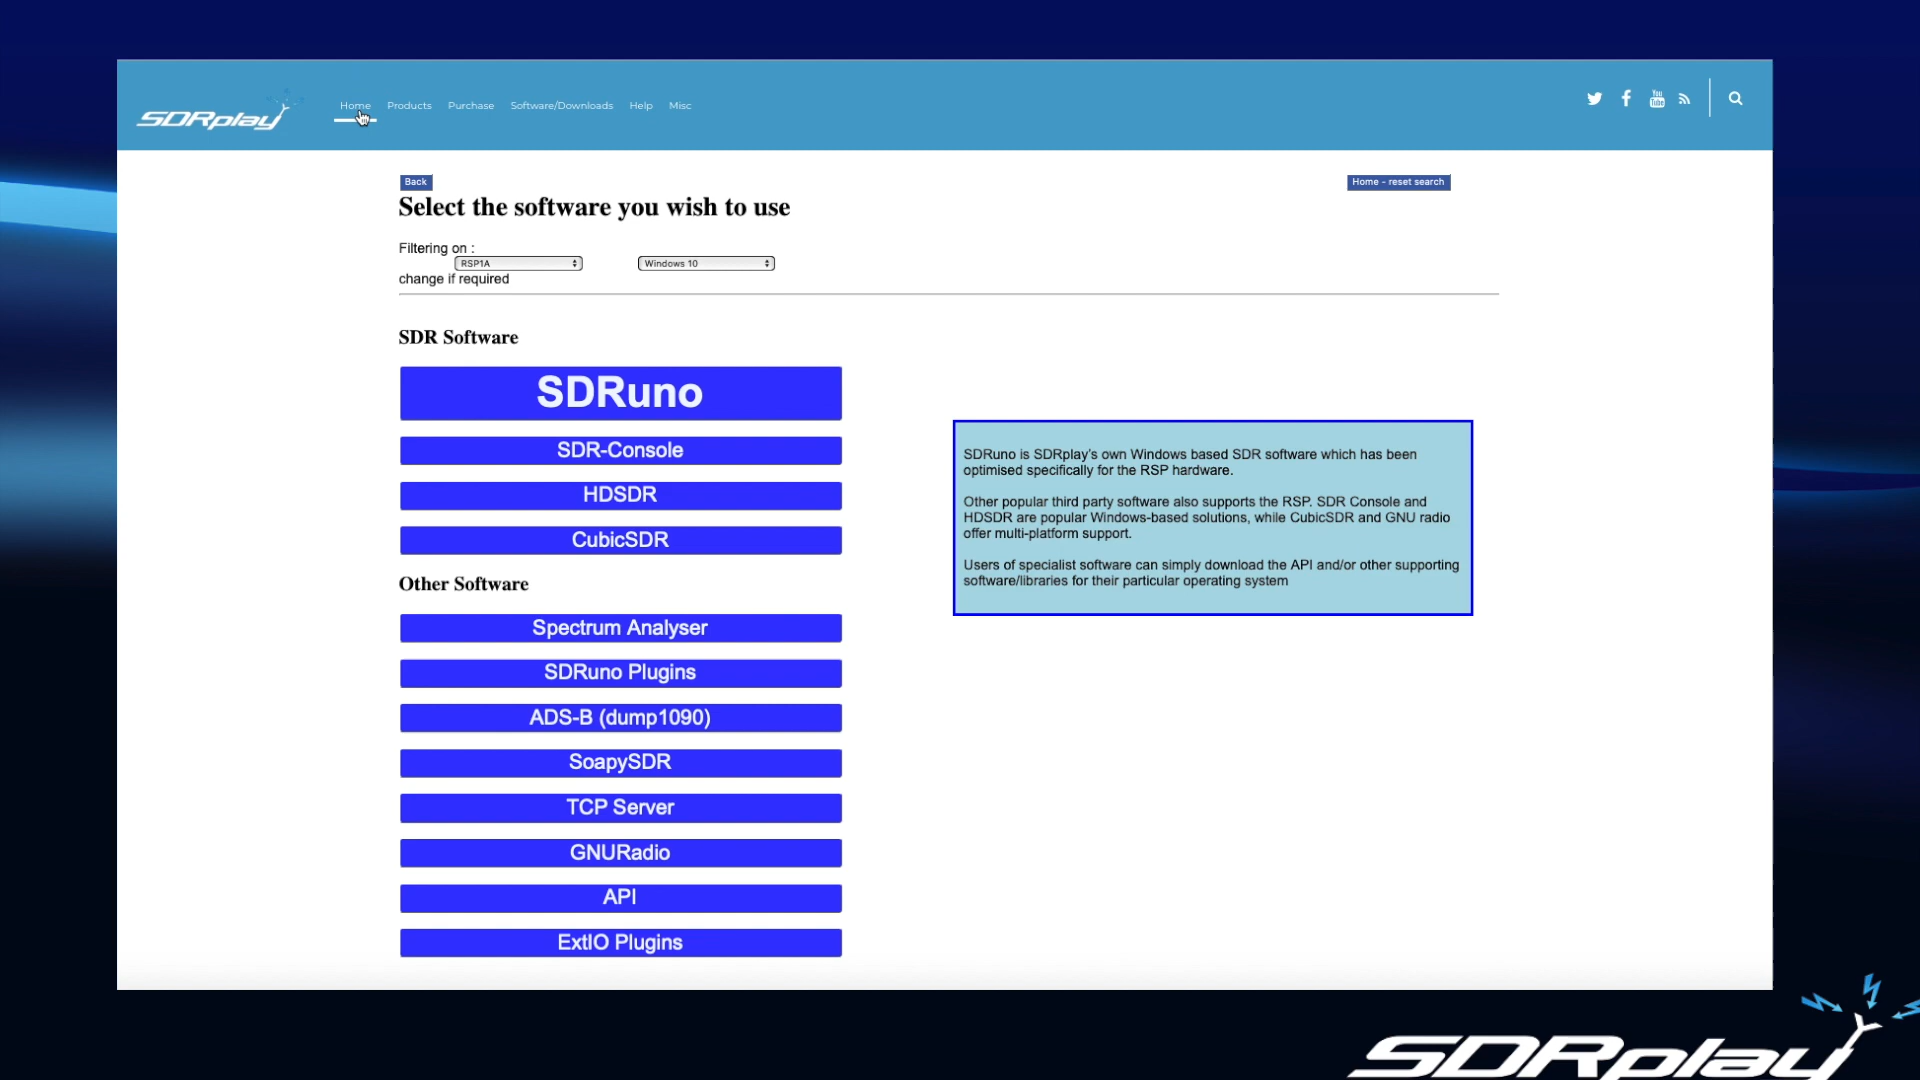 SDRplay
Home Products Purchase Software/Downloads Help Misc
You
Tube
Back
Home - reset search
Select the software you wish to use
Filtering on :
RSP1A
Windows 10
change if required
SDR Software
SDRuno
SDR-Console
HDSDR
CubicSDR
SDRuno is SDRplay's own Windows based SDR software which has been
optimised specifically for the RSP hardware.
Other popular third party software also supports the RSP. SDR Console and
HDSDR are popular Windows-based solutions, while CubicSDR and GNU radio
offer multi-platform support.
Users of specialist software can simply download the API and/or other supporting
software/libraries for their particular operating system
Other Software
Spectrum Analyser
SDRuno Plugins
ADS-B (dump1090)
SoapySDR
TCP Server
GNURadio
API
ExtIO Plugins
SDRplay